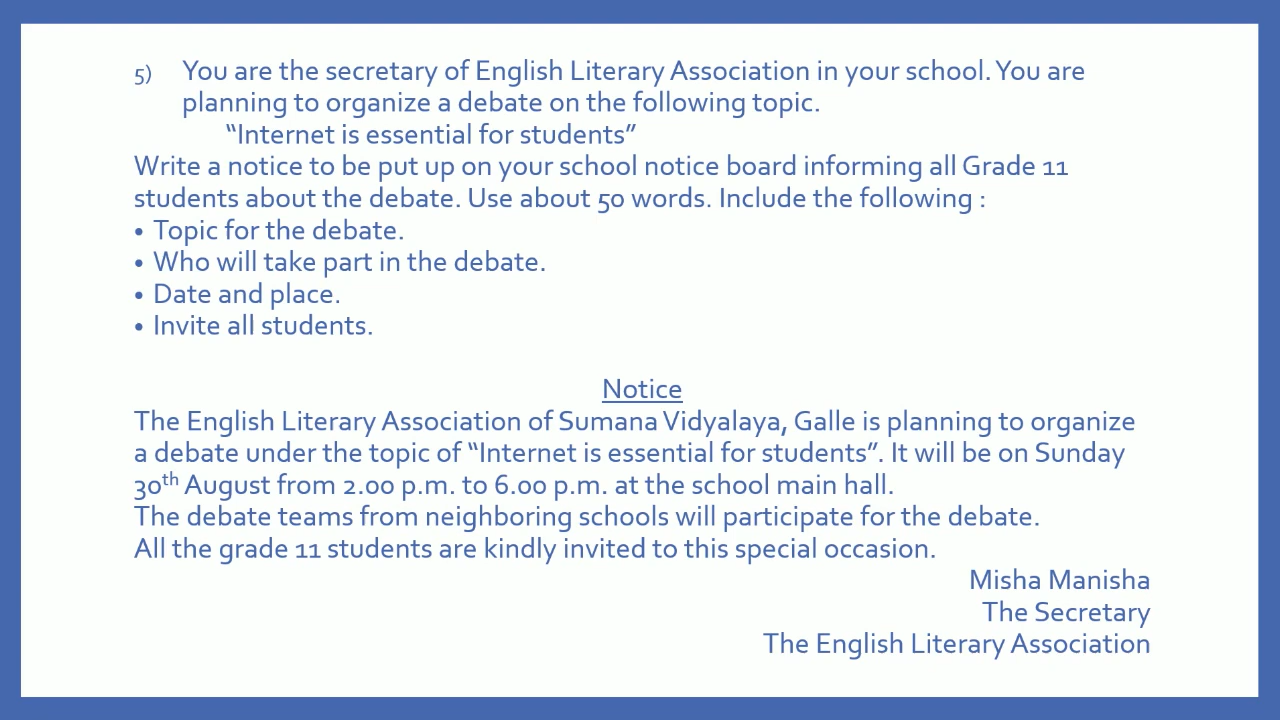 5) You are the secretary of English Literary Association in your school. You are
planning to organize a debate on the following topic.
“Internet is essential for students”
Write a notice to be put up on your school notice board informing all Grade 11
students about the debate. Use about 50 words. Include the following :
• Topic for the debate.
• Who will take part in the debate.
• Date and place.
• Invite all students.
Notice
The English Literary Association of Sumana Vidyalaya, Galle is planning to organize
a debate under the topic of “Internet is essential for students”. It will be on Sunday
30th August from 2.00 p.m. to 6.00 p.m. at the school main hall.
The debate teams from neighboring schools will participate for the debate.
All the grade 11 students are kindly invited to this special occasion.
Misha Manisha
The Secretary
The English Literary Association